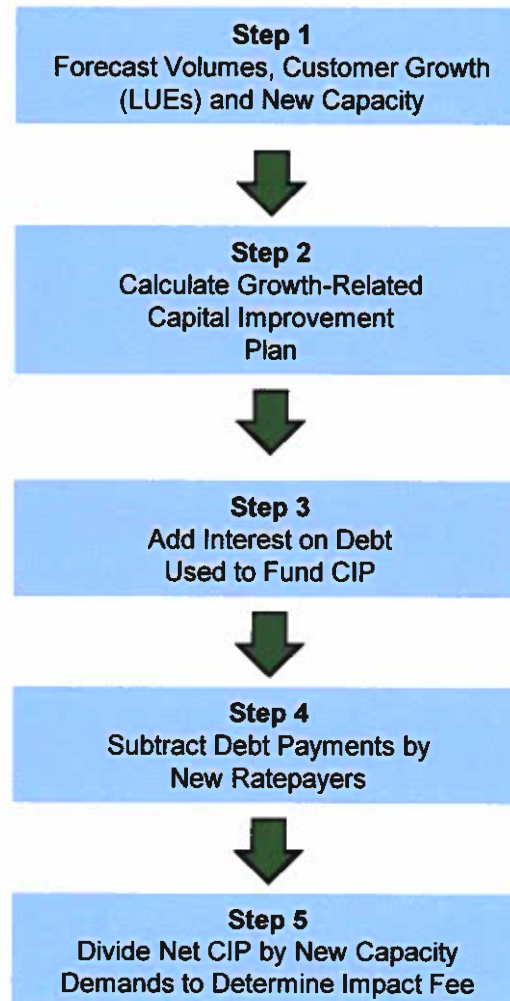 Step 1
Forecast Volumes, Customer Growth
(LUEs) and New Capacity
Step 2
Calculate Growth-Related
Capital Improvement
Plan
Step 3
Add Interest on Debt
Used to Fund CIP
Step 4
Subtract Debt Payments by
New Ratepayers
Step 5
Divide Net CIP by New Capacity
Demands to Determine Impact Fee